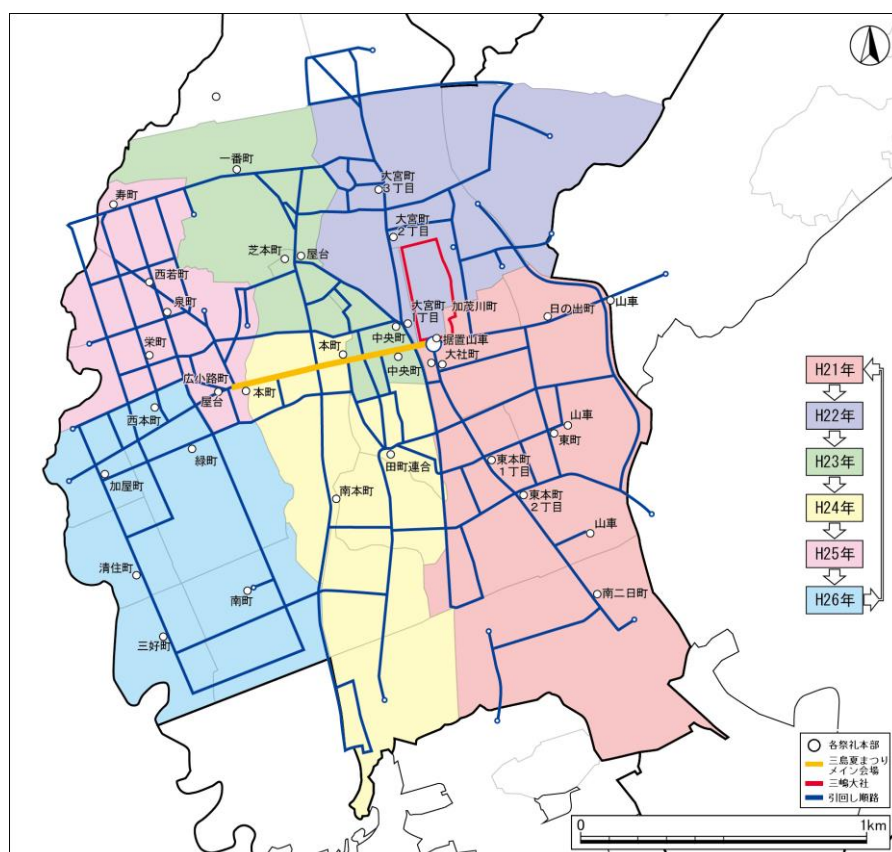 一番町
大宮町
3丁目
寿町
大宮町
2丁目
芝本町
屋台
西若町
泉町
大宮町
1丁目
加茂川町
日の出町
山車
中央町
据置山車
本町
栄町
中央町
大社町
広小路町
屋台
本町
西本町
山車
東町
緑町
田町連合
東本町
1丁目
加屋町
南本町
東本町
2丁目
山車
清住町
南町
南二日町
三好町
H21年
H22年
H23年
H24年
H25年
H26年
各祭礼本部
三島夏まつり
メイン会場
三嶋大社
引回し順路
0
1km